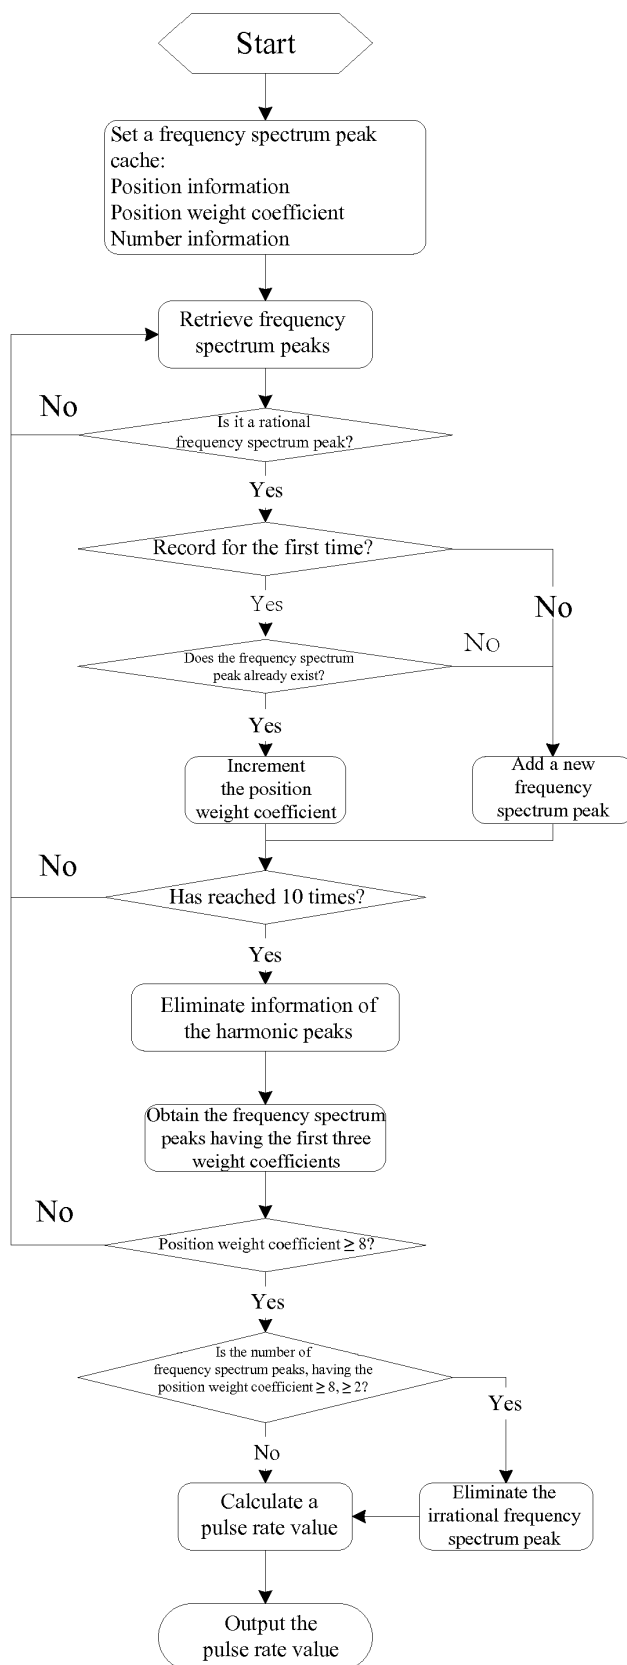 Start
Set a frequency spectrum peak
cache:
Position information
Position weight coefficient
Number information
Retrieve frequency
spectrum peaks
No
Is it a rational
frequency spectrum peak?
Yes
Record for the first time?
Yes
No
No
Does the frequency spectrum
peak already exist?
Yes
Increment
the position
weight coefficient
Add a new
frequency
spectrum peak
No
Has reached 10 times?
Yes
Eliminate information of
the harmonic peaks
Obtain the frequency spectrum
peaks having the first three
weight coefficients
No
Position weight coefficient ≥ 8?
Yes
Is the number of
frequency spectrum peaks, having the
position weight coefficient ≥ 8, ≥ 2?
Yes
No
Calculate a
pulse rate value
Eliminate the
irrational frequency
spectrum peak
Output the
pulse rate value